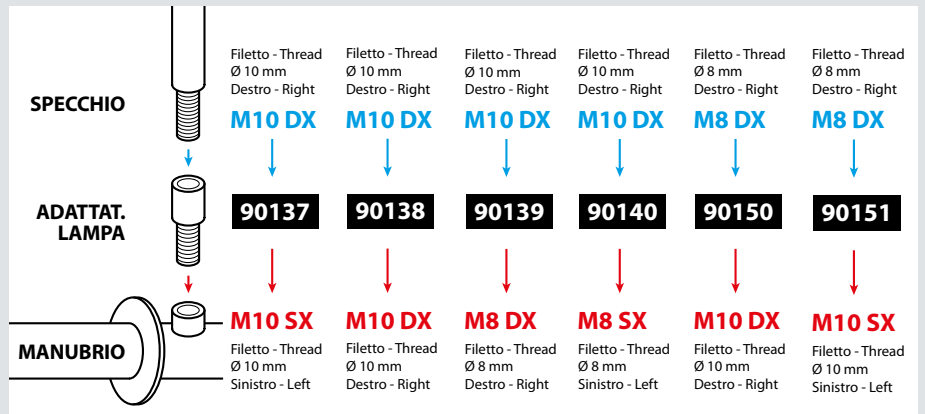 SPECCHIO
Filetto - Thread
Ø 10 mm
Destro - Right
M10 DX
Filetto - Thread
Ø 10 mm
Destro - Right
M10 DX
Filetto - Thread
Ø 10 mm
Destro - Right
M10 DX
Filetto - Thread
Ø 10 mm
Destro - Right
M10 DX
Filetto - Thread
Ø 8 mm
Destro - Right
M8 DX
Filetto - Thread
Ø 8 mm
Destro - Right
M8 DX
ADATTAT.
LAMPA
90137
90138
90139
90140
90150
90151
MANUBRIO
M10 SX
Filetto - Thread
Ø 10 mm
Sinistro - Left
M10 DX
Filetto - Thread
Ø 10 mm
Destro - Right
M8 DX
Filetto - Thread
Ø 8 mm
Destro - Right
M8 SX
Filetto - Thread
Ø 8 mm
Sinistro - Left
M10 DX
Filetto - Thread
Ø 10 mm
Destro - Right
M10 SX
Filetto - Thread
Ø 10 mm
Sinistro - Left